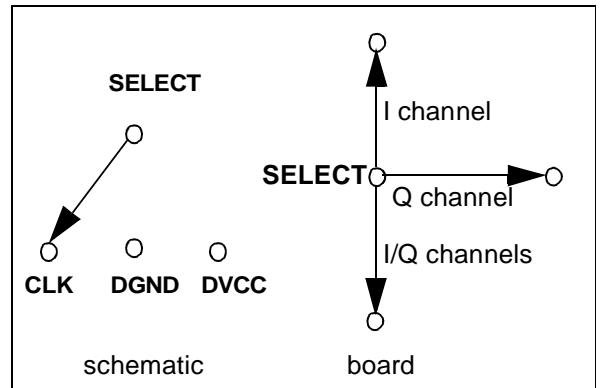 SELECT
CLK DGND DVCC
schematic
I channel
SELECT
Q channel
I/Q channels
board